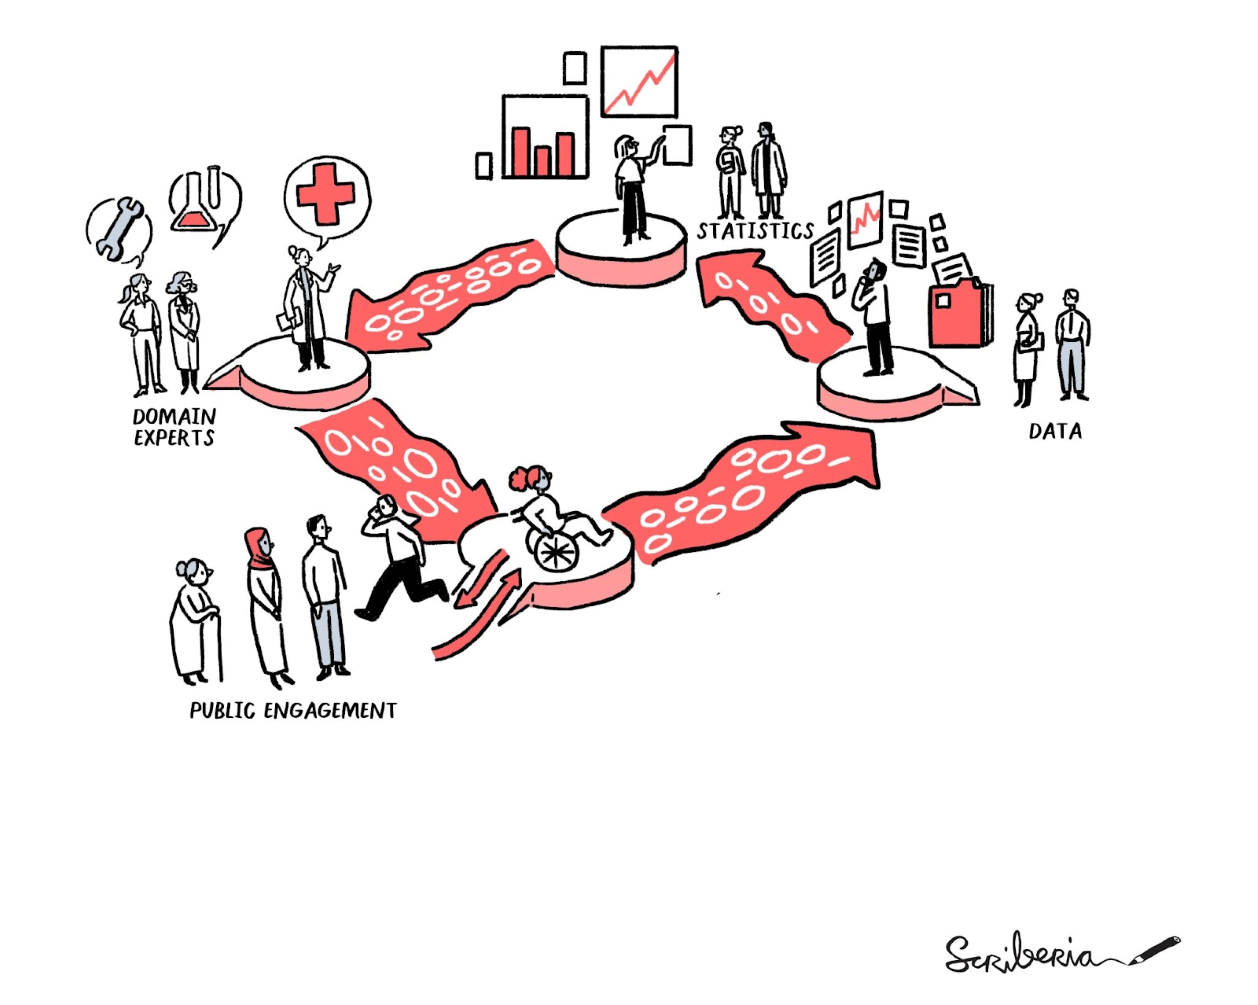 STATISTICS
DOMAIN
EXPERTS
DATA
PUBLIC ENGAGEMENT
Scriberia